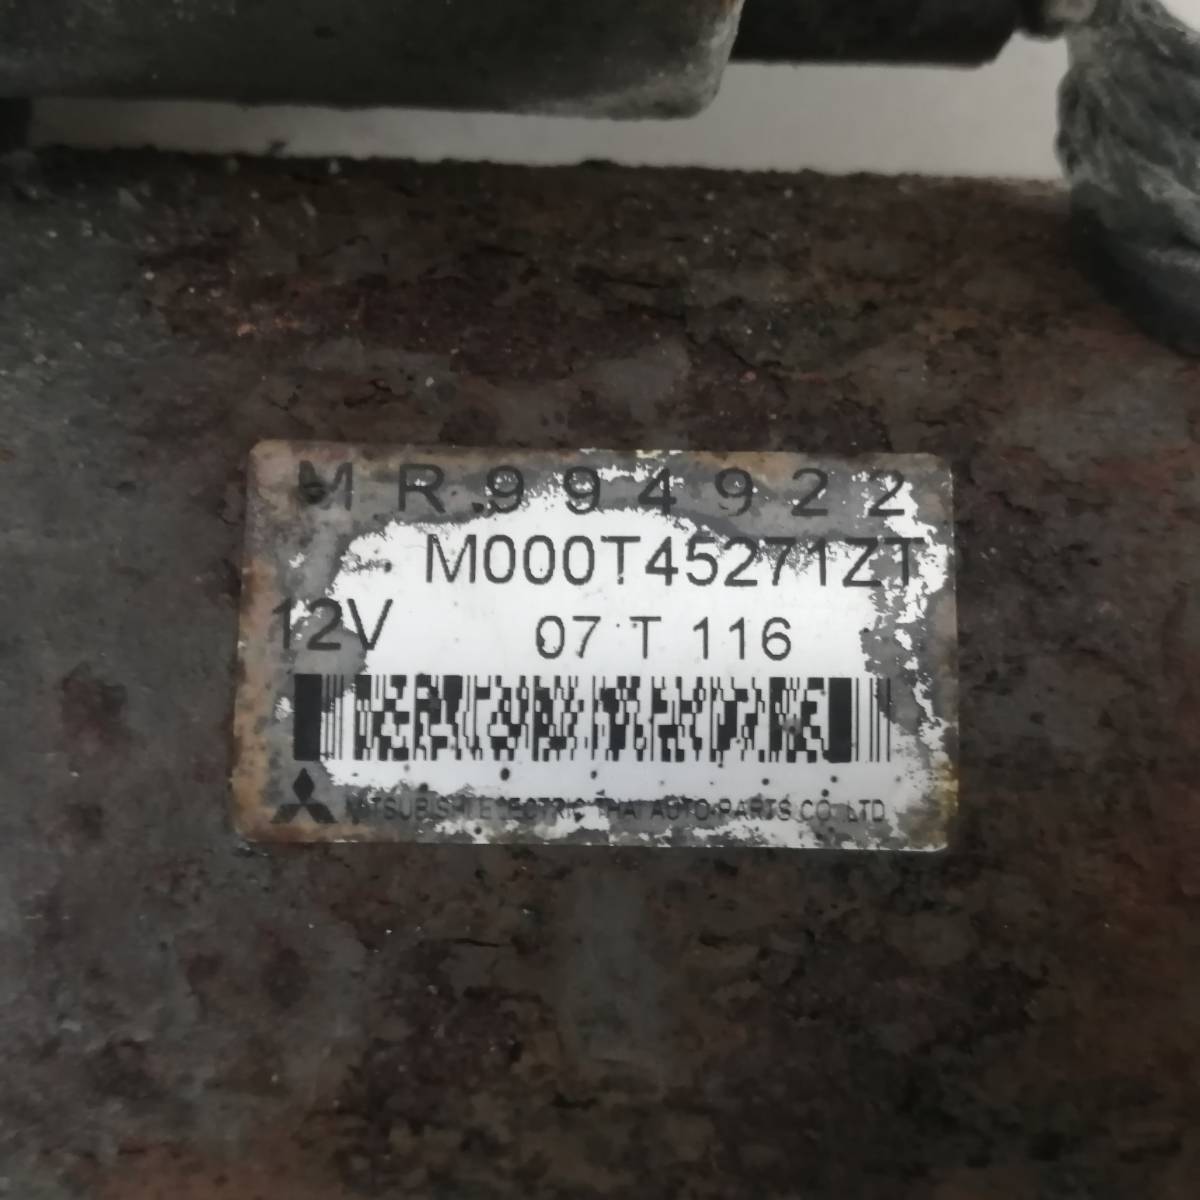 MR994922
M000T45271ZT
12V 07 T 116
MITSUBISHI ELECTRIC THAI AUTO-PARTS CO., LTD.